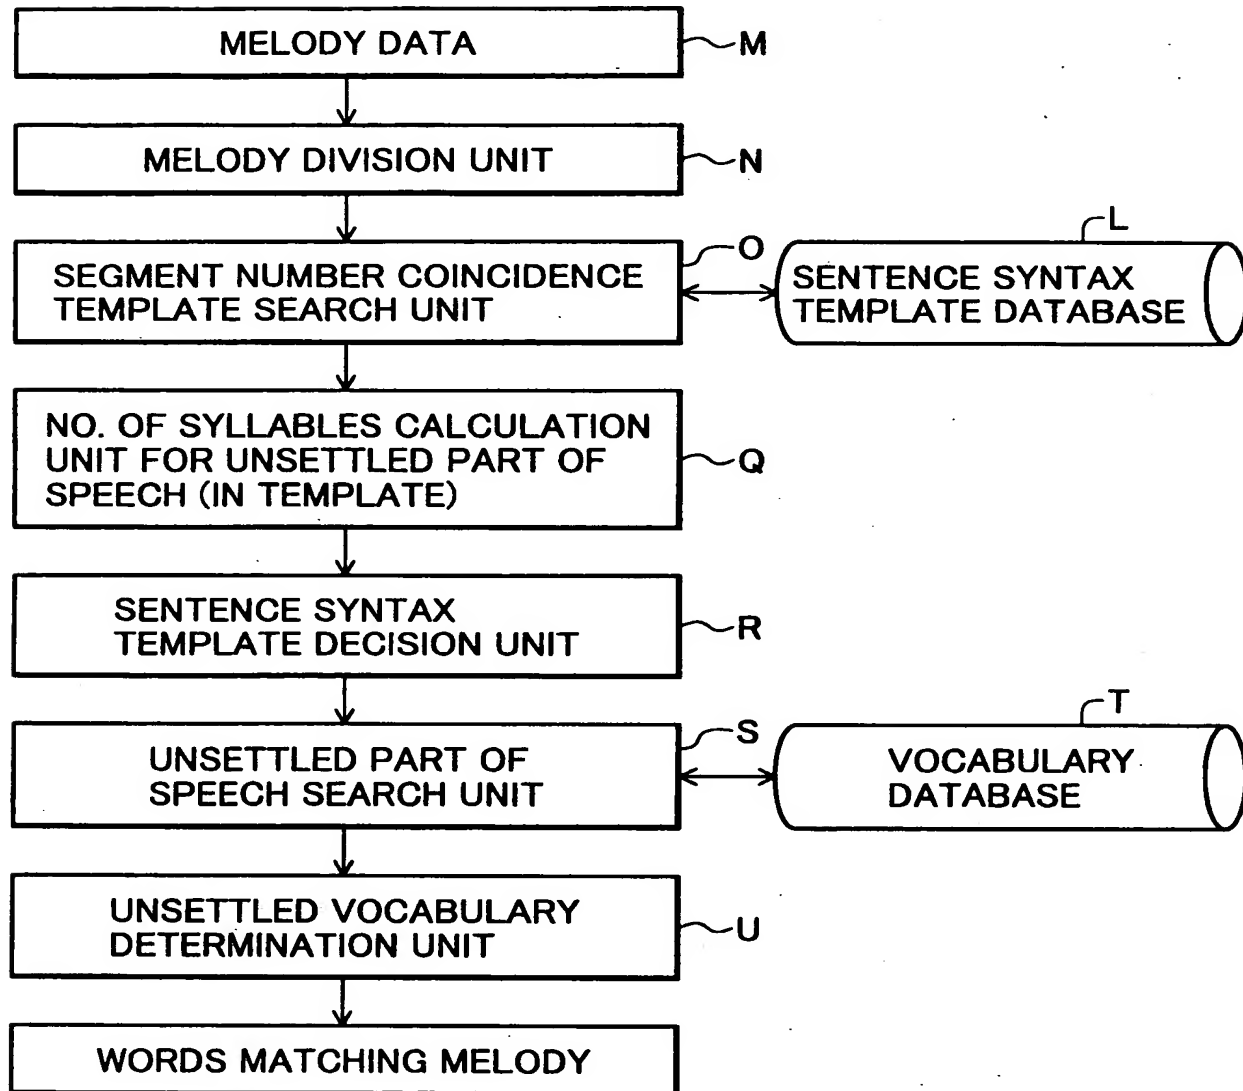 MELODY DATA
M
MELODY DIVISION UNIT
N
SEGMENT NUMBER COINCIDENCE
TEMPLATE SEARCH UNIT
O
L
SENTENCE SYNTAX
TEMPLATE DATABASE
NO. OF SYLLABLES CALCULATION
UNIT FOR UNSETTLED PART OF
SPEECH (IN TEMPLATE)
Q
SENTENCE SYNTAX
TEMPLATE DECISION UNIT
R
UNSETTLED PART OF
SPEECH SEARCH UNIT
S
T
VOCABULARY
DATABASE
UNSETTLED VOCABULARY
DETERMINATION UNIT
U
WORDS MATCHING MELODY